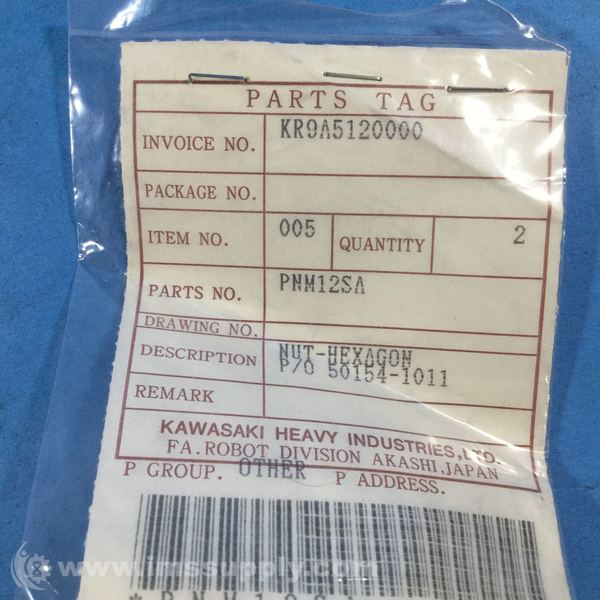 PARTS TAG
INVOICE NO. KR9A5120000
PACKAGE NO.
ITEM NO. 005 QUANTITY 2
PARTS NO. PNM12SA
DRAWING NO.
DESCRIPTION NUT-HEXAGON
P/O 50154-1011
REMARK
KAWASAKI HEAVY INDUSTRIES,LTD.
FA.ROBOT DIVISION AKASHI,JAPAN
P GROUP. OTHER P ADDRESS.
www.imssupply.com